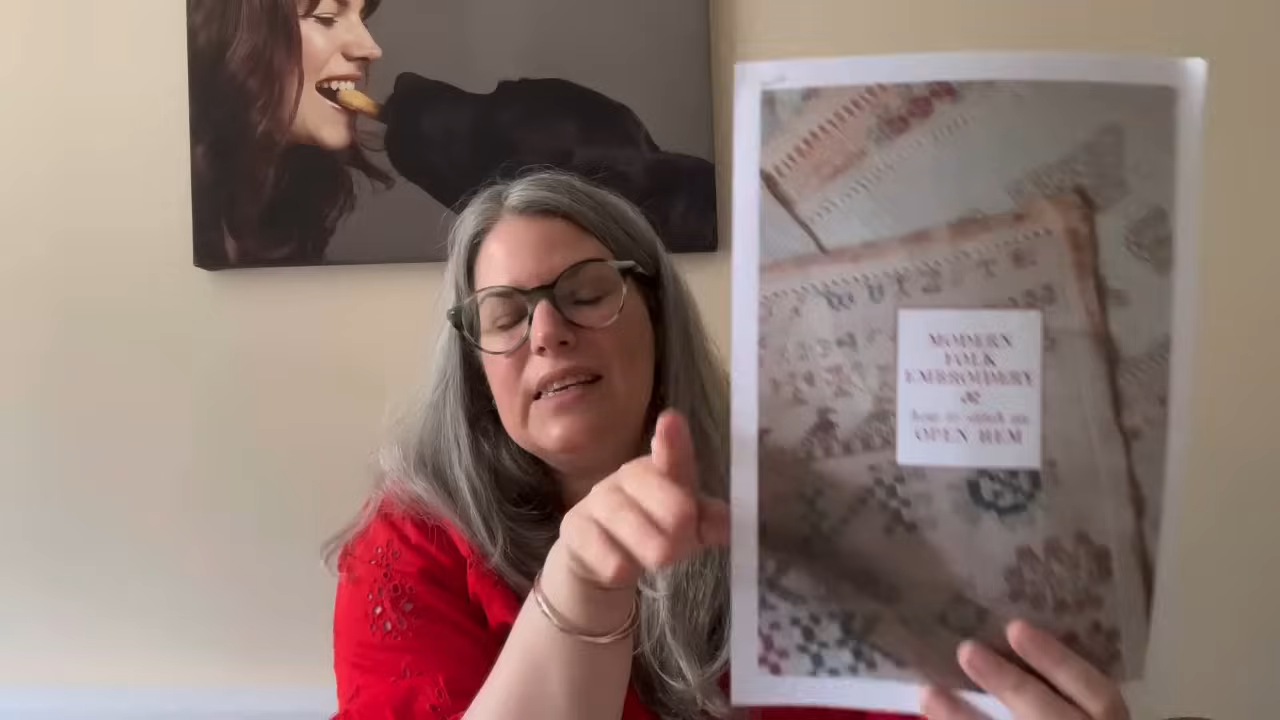 MODERN
FOLK
EMBROIDERY
&
how to stitch an
OPEN HEM